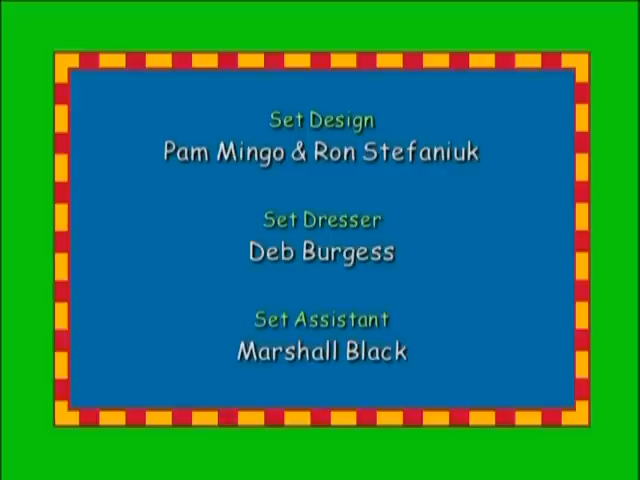 Set Design
Pam Mingo & Ron Stefaniuk
Set Dresser
Deb Burgess
Set Assistant
Marshall Black